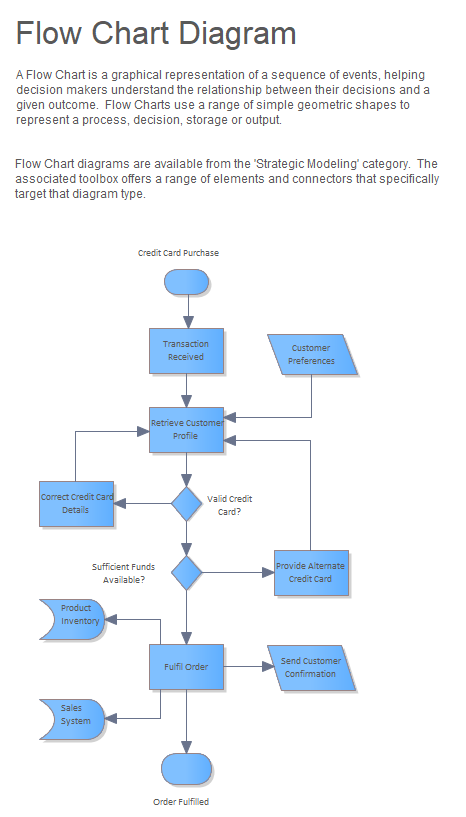 Flow Chart Diagram
A Flow Chart is a graphical representation of a sequence of events, helping
decision makers understand the relationship between their decisions and a
given outcome.  Flow Charts use a range of simple geometric shapes to
represent a process, decision, storage or output.
Flow Chart diagrams are available from the 'Strategic Modeling' category.  The
associated toolbox offers a range of elements and connectors that specifically
target that diagram type.
Credit Card Purchase
Transaction
Received
Customer
Preferences
Retrieve Customer
Profile
Correct Credit Card
Details
Valid Credit
Card?
Sufficient Funds
Available?
Provide Alternate
Credit Card
Product
Inventory
Fulfil Order
Send Customer
Confirmation
Sales
System
Order Fulfilled